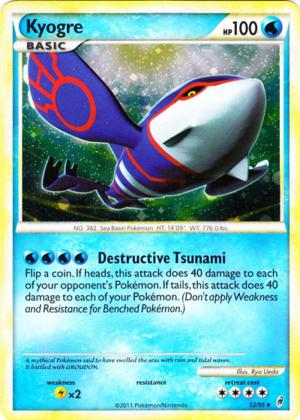 Kyogre
HP 100
BASIC
NO. 382 Sea Basin Pokémon HT: 14'09" WT: 776.0 lbs.
Destructive Tsunami
Flip a coin. If heads, this attack does 40 damage to each
of your opponent's Pokémon. If tails, this attack does 40
damage to each of your Pokémon. (Don't apply Weakness
and Resistance for Benched Pokémon.)
A mythical Pokémon said to have swelled the seas with rain and tidal waves.
It battled with GROUDON.
Illus. Ryo Ueda
weakness
resistance
retreat cost
×2
12/95
©2011 Pokémon/Nintendo